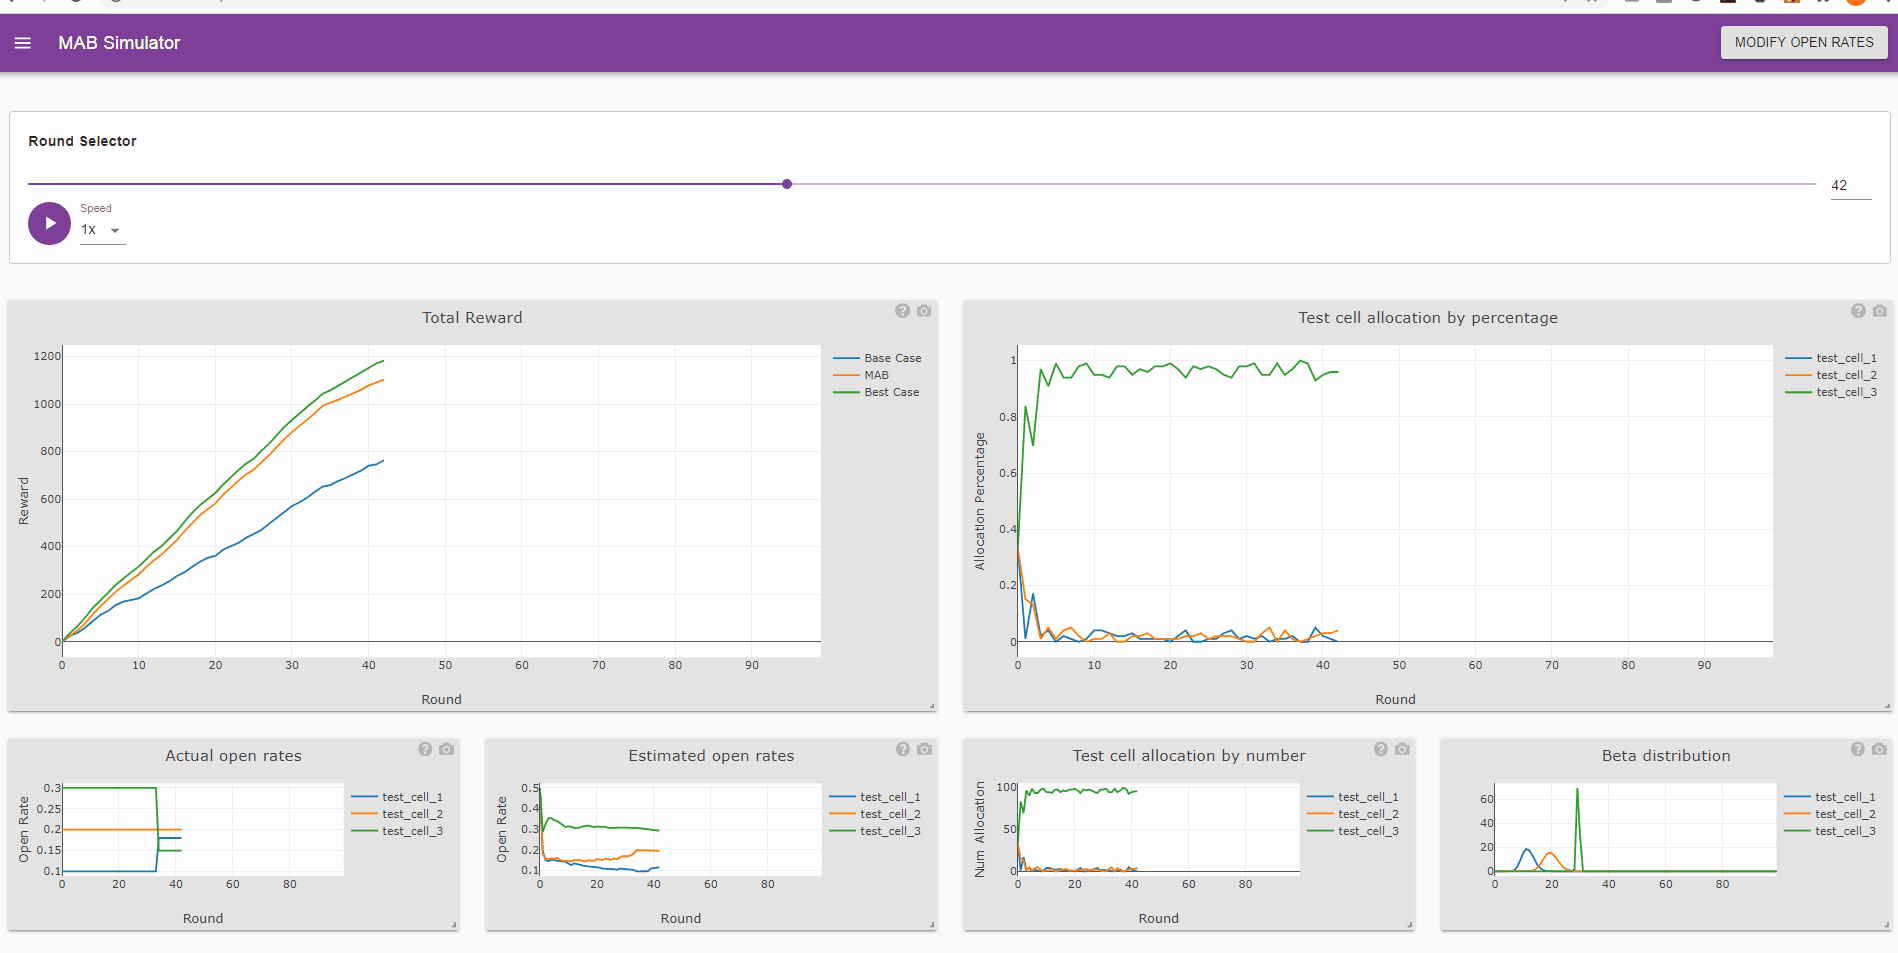 MAB Simulator
MODIFY OPEN RATES
Round Selector
42
Speed
1x
Total Reward
1200
1000
800
600
400
200
0
Reward
0 10 20 30 40 50 60 70 80 90
Round
Base Case
MAB
Best Case
Test cell allocation by percentage
1
0.8
0.6
0.4
0.2
0
Allocation Percentage
0 10 20 30 40 50 60 70 80 90
Round
test_cell_1
test_cell_2
test_cell_3
Actual open rates
0.3
0.25
0.2
0.15
0.1
Open Rate
0 20 40 60 80
Round
test_cell_1
test_cell_2
test_cell_3
Estimated open rates
0.5
0.4
0.3
0.2
0.1
Open Rate
0 20 40 60 80
Round
test_cell_1
test_cell_2
test_cell_3
Test cell allocation by number
100
50
0
Num Allocation
0 20 40 60 80
Round
test_cell_1
test_cell_2
test_cell_3
Beta distribution
60
40
20
0
0 20 40 60 80
test_cell_1
test_cell_2
test_cell_3